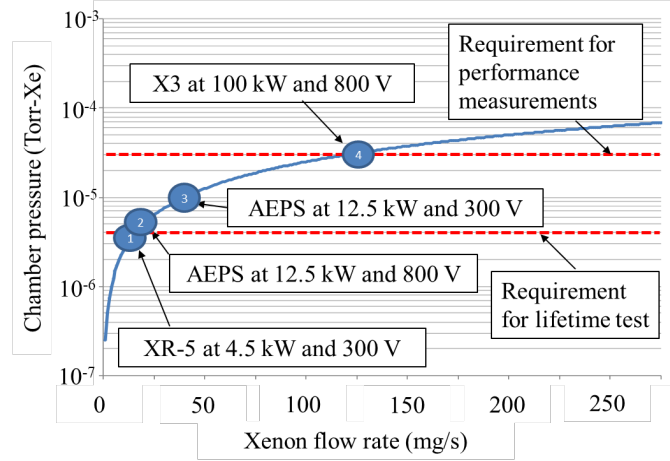 10⁻³
10⁻⁴
10⁻⁵
10⁻⁶
10⁻⁷
Chamber pressure (Torr-Xe)
Requirement for
performance
measurements
X3 at 100 kW and 800 V
4
3
2
1
AEPS at 12.5 kW and 300 V
AEPS at 12.5 kW and 800 V
XR-5 at 4.5 kW and 300 V
Requirement
for lifetime test
0 50 100 150 200 250
Xenon flow rate (mg/s)